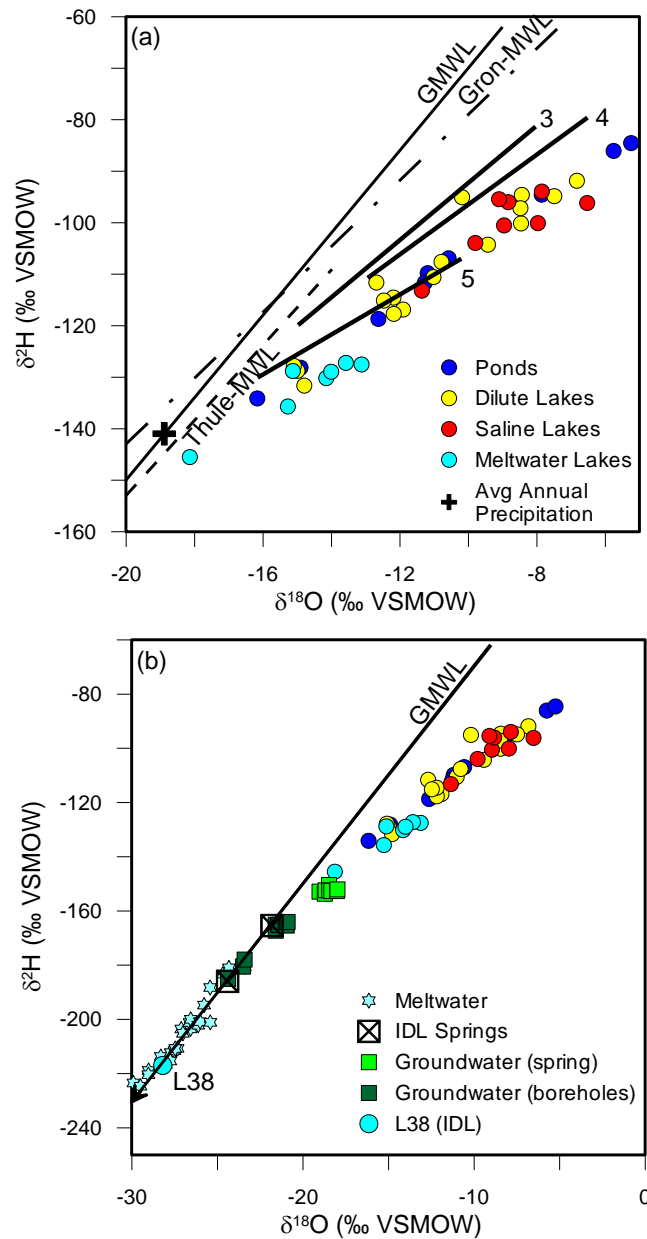 (a)
-60
-80
-100
-120
-140
-160
δ²H (‰ VSMOW)
GMWL
Gron-MWL
3
4
5
Thule-MWL
Ponds
Dilute Lakes
Saline Lakes
Meltwater Lakes
Avg Annual
Precipitation
-20
-16
-12
-8
δ¹⁸O (‰ VSMOW)
(b)
-80
-120
-160
-200
-240
δ²H (‰ VSMOW)
GMWL
L38
Meltwater
IDL Springs
Groundwater (spring)
Groundwater (boreholes)
L38 (IDL)
-30
-20
-10
0
δ¹⁸O (‰ VSMOW)